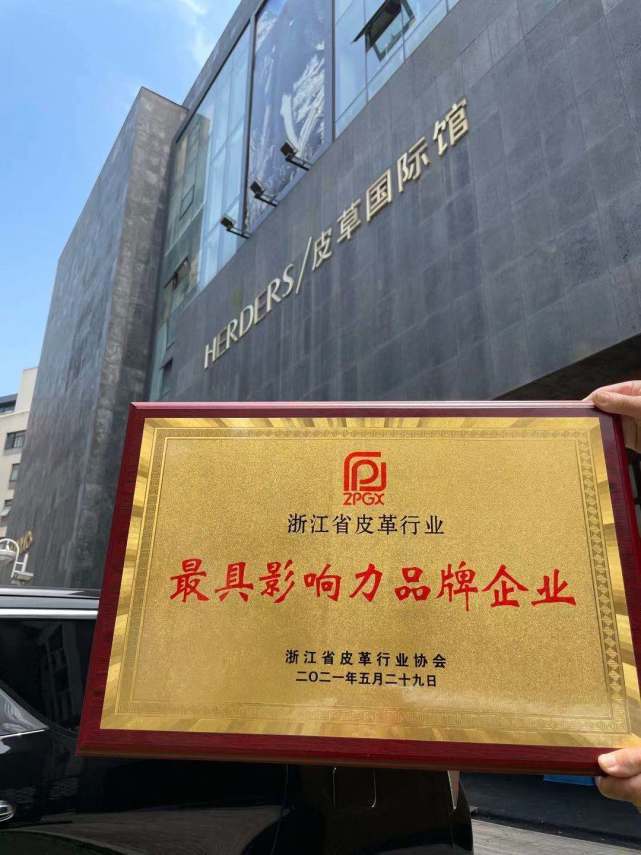 HERDERS/皮草国际馆
ZPGX
浙江省皮革行业
最具影响力品牌企业
浙江省皮革行业协会
二〇二一年五月二十九日